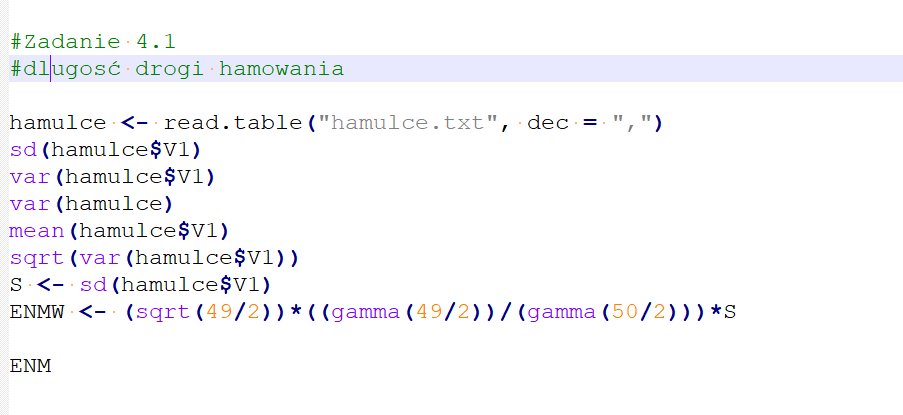 #Zadanie 4.1
#dlugosć drogi hamowania
hamulce <- read.table("hamulce.txt", dec = ",")
sd(hamulce$V1)
var(hamulce$V1)
var(hamulce)
mean(hamulce$V1)
sqrt(var(hamulce$V1))
S <- sd(hamulce$V1)
ENMW <- (sqrt(49/2))*((gamma(49/2))/(gamma(50/2)))*S
ENM